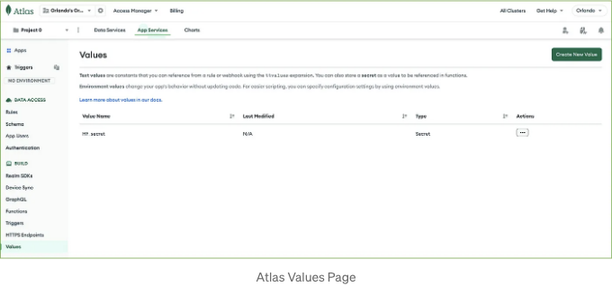 Atlas
Orlando's Or...
Access Manager
Billing
All Clusters
Get Help
Orlando
Project 0
Data Services
App Services
Charts
Apps
Triggers
NO ENVIRONMENT
DATA ACCESS
Rules
Schema
App Users
Authentication
BUILD
Realm SDKs
Device Sync
GraphQL
Functions
Triggers
HTTPS Endpoints
Values
Values
Create New Value
Text values are constants that you can reference from a rule or webhook using the expansion. You can also store a secret as a value to be referenced in functions.
Environment values change your app's behavior without updating code. For easier scripting, you can specify configuration settings by using environment values.
Learn more about values in our docs.
Value Name
Last Modified
Type
Actions
secret
N/A
Secret
Atlas Values Page